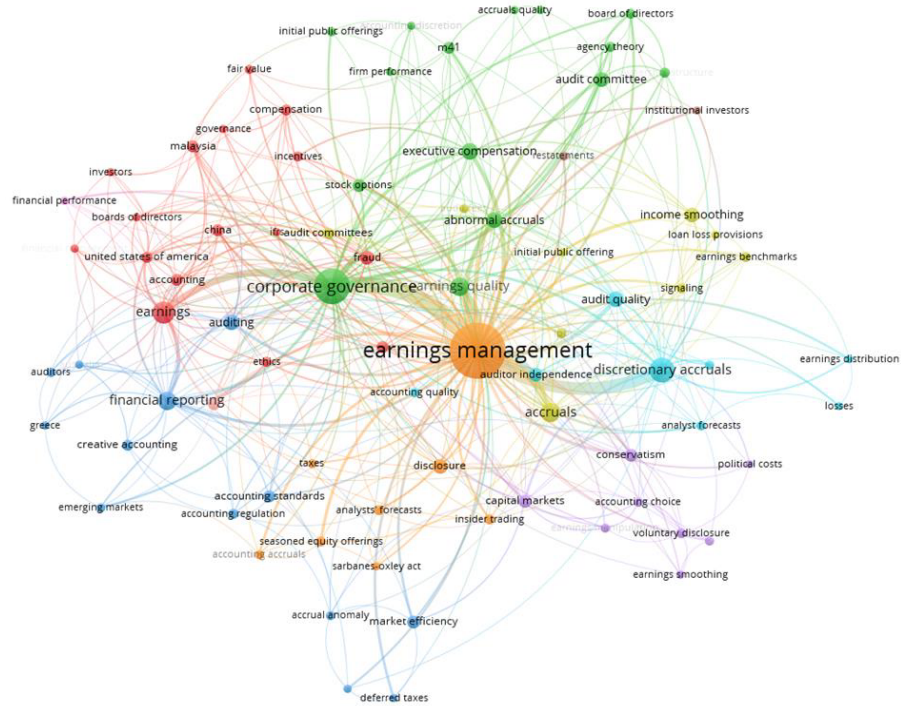 accruals quality
board of directors
accounting discretion
initial public offerings
m41
agency theory
fair value
firm performance
audit committee
compensation
institutional investors
governance
malaysia
executive compensation
restatements
incentives
investors
stock options
financial performance
boards of directors
abnormal accruals
income smoothing
china
ifrs
audit committees
loan loss provisions
initial public offering
united states of america
fraud
earnings benchmarks
accounting
corporate governance
earnings quality
signaling
audit quality
earnings
auditing
earnings management
earnings distribution
ethics
auditors
auditor independence
discretionary accruals
accounting quality
financial reporting
losses
accruals
greece
analyst forecasts
creative accounting
conservatism
taxes
disclosure
political costs
accounting standards
capital markets
accounting choice
emerging markets
accounting regulation
analysts forecasts
insider trading
voluntary disclosure
seasoned equity offerings
accounting accruals
sarbanes-oxley act
earnings smoothing
accrual anomaly
market efficiency
deferred taxes